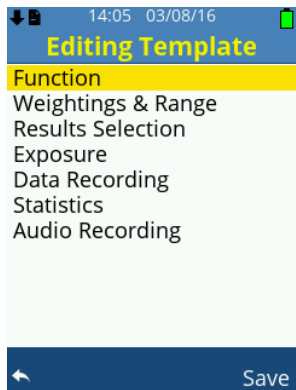 14:05 03/08/16
Editing Template
Function
Weightings & Range
Results Selection
Exposure
Data Recording
Statistics
Audio Recording
Save